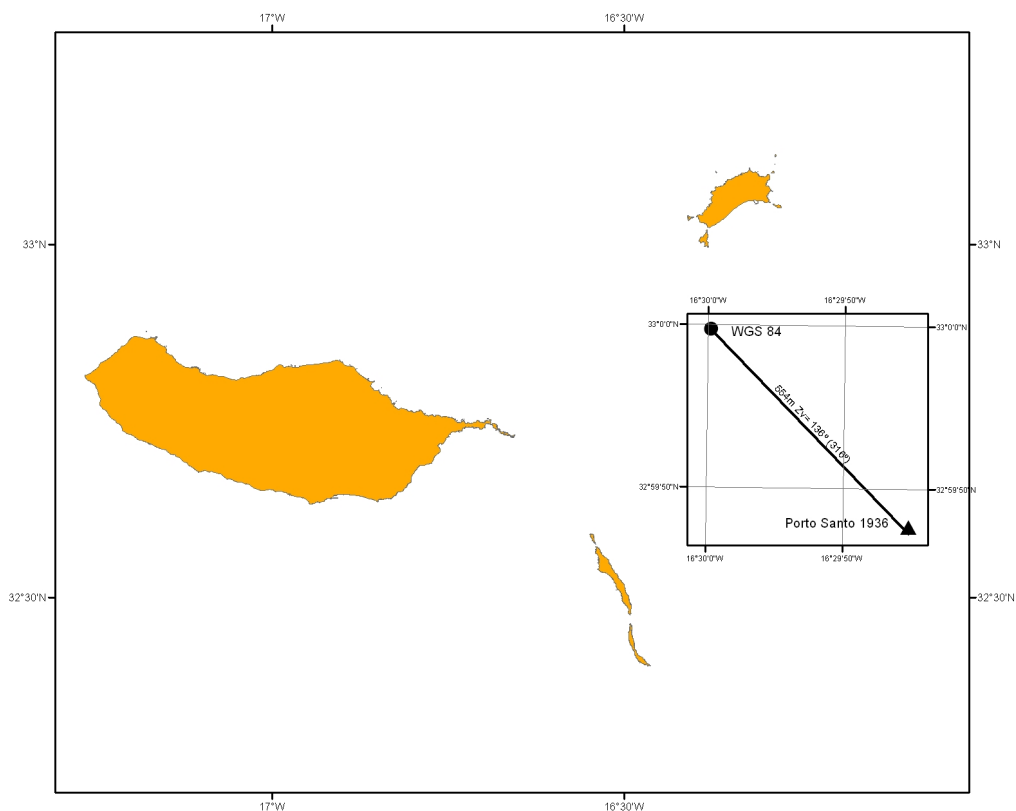 17°W 16°30'W
33°N 33°N
16°30'0"W 16°29'50"W
33°0'0"N 33°0'0"N
WGS 84
554m Zv= 136º (316º)
32°59'50"N 32°59'50"N
Porto Santo 1936
16°30'0"W 16°29'50"W
32°30'N 32°30'N
17°W 16°30'W